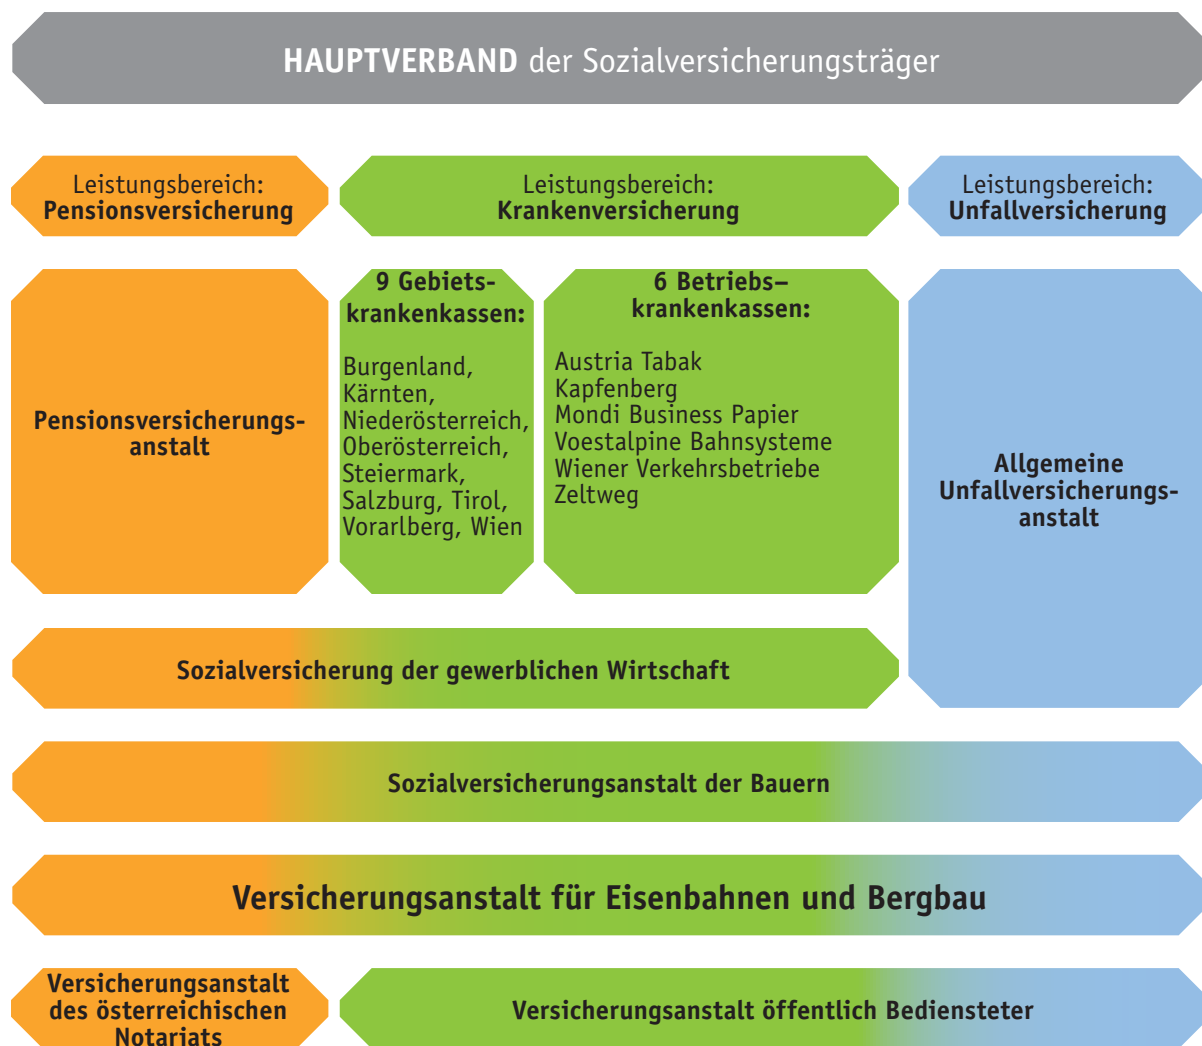 HAUPTVERBAND der Sozialversicherungsträger
Leistungsbereich:
Pensionsversicherung
Leistungsbereich:
Krankenversicherung
Leistungsbereich:
Unfallversicherung
Pensionsversicherungs-
anstalt
9 Gebiets-
krankenkassen:
Burgenland,
Kärnten,
Niederösterreich,
Oberösterreich,
Steiermark,
Salzburg, Tirol,
Vorarlberg, Wien
6 Betriebs–
krankenkassen:
Austria Tabak
Kapfenberg
Mondi Business Papier
Voestalpine Bahnsysteme
Wiener Verkehrsbetriebe
Zeltweg
Allgemeine
Unfallversicherungs-
anstalt
Sozialversicherung der gewerblichen Wirtschaft
Sozialversicherungsanstalt der Bauern
Versicherungsanstalt für Eisenbahnen und Bergbau
Versicherungsanstalt
des österreichischen
Notariats
Versicherungsanstalt öffentlich Bediensteter